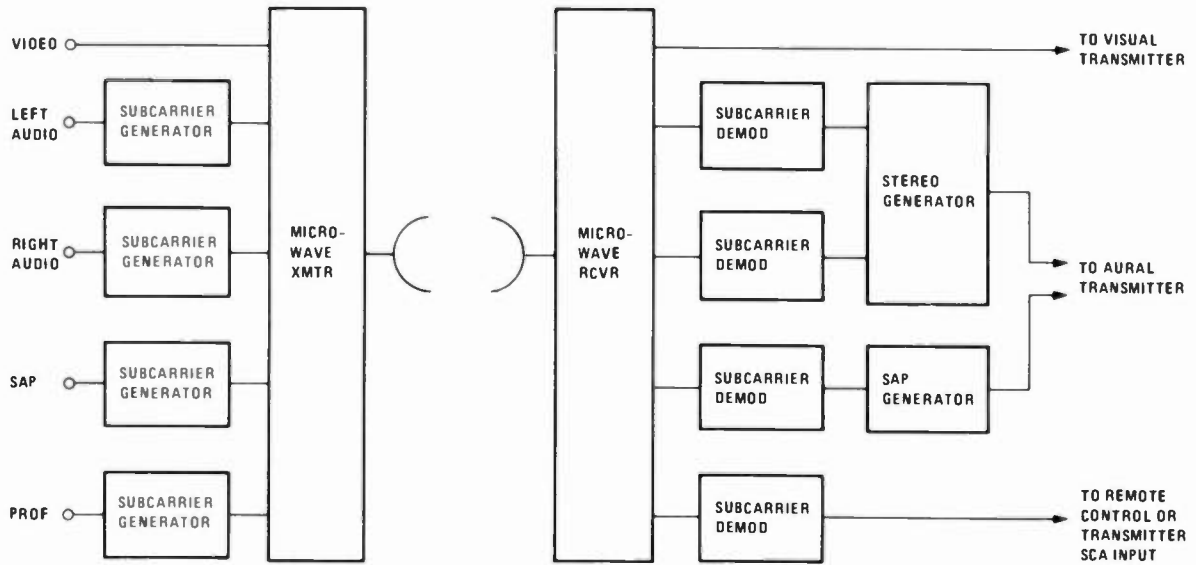 VIDEO
LEFT
AUDIO
SUBCARRIER
GENERATOR
RIGHT
AUDIO
SUBCARRIER
GENERATOR
SAP
SUBCARRIER
GENERATOR
PROF
SUBCARRIER
GENERATOR
MICRO-
WAVE
XMTR
MICRO-
WAVE
RCVR
SUBCARRIER
DEMOD
SUBCARRIER
DEMOD
STEREO
GENERATOR
SUBCARRIER
DEMOD
SAP
GENERATOR
SUBCARRIER
DEMOD
TO VISUAL
TRANSMITTER
TO AURAL
TRANSMITTER
TO REMOTE
CONTROL OR
TRANSMITTER
SCA INPUT